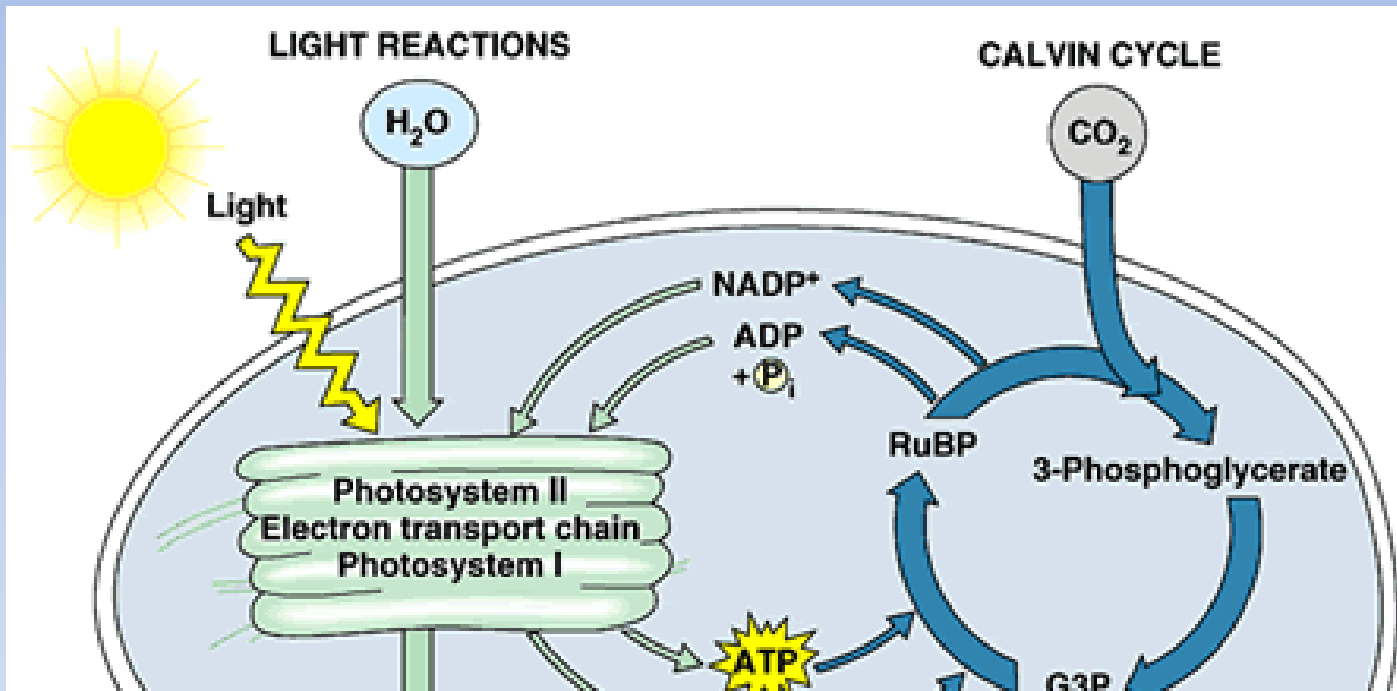 LIGHT REACTIONS
CALVIN CYCLE
H₂O
CO₂
Light
NADP⁺
ADP
+ Pᵢ
RuBP
3-Phosphoglycerate
Photosystem II
Electron transport chain
Photosystem I
ATP
G3P